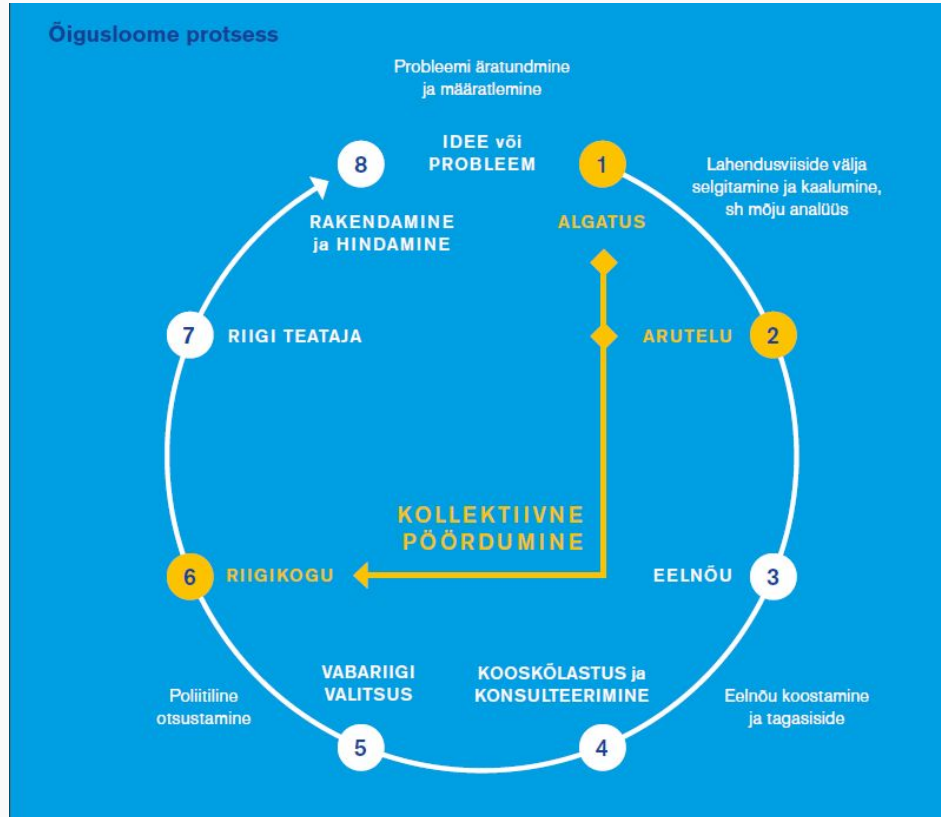 Õigusloome protsess
Probleemi äratundmine
ja määratlemine
IDEE või
PROBLEEM
8
1
Lahendusviiside välja
selgitamine ja kaalumine,
sh mõju analüüs
RAKENDAMINE
ja HINDAMINE
ALGATUS
7
RIIGI TEATAJA
ARUTELU
2
KOLLEKTIIVNE
PÖÖRDUMINE
6
RIIGIKOGU
EELNÕU
3
VABARIIGI
VALITSUS
KOOSKÕLASTUS ja
KONSULTEERIMINE
Poliitiline
otsustamine
Eelnõu koostamine
ja tagasiside
5
4